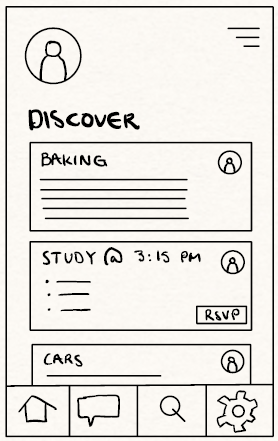 DISCOVER
BAKING
STUDY @ 3:15 PM
RSVP
CARS